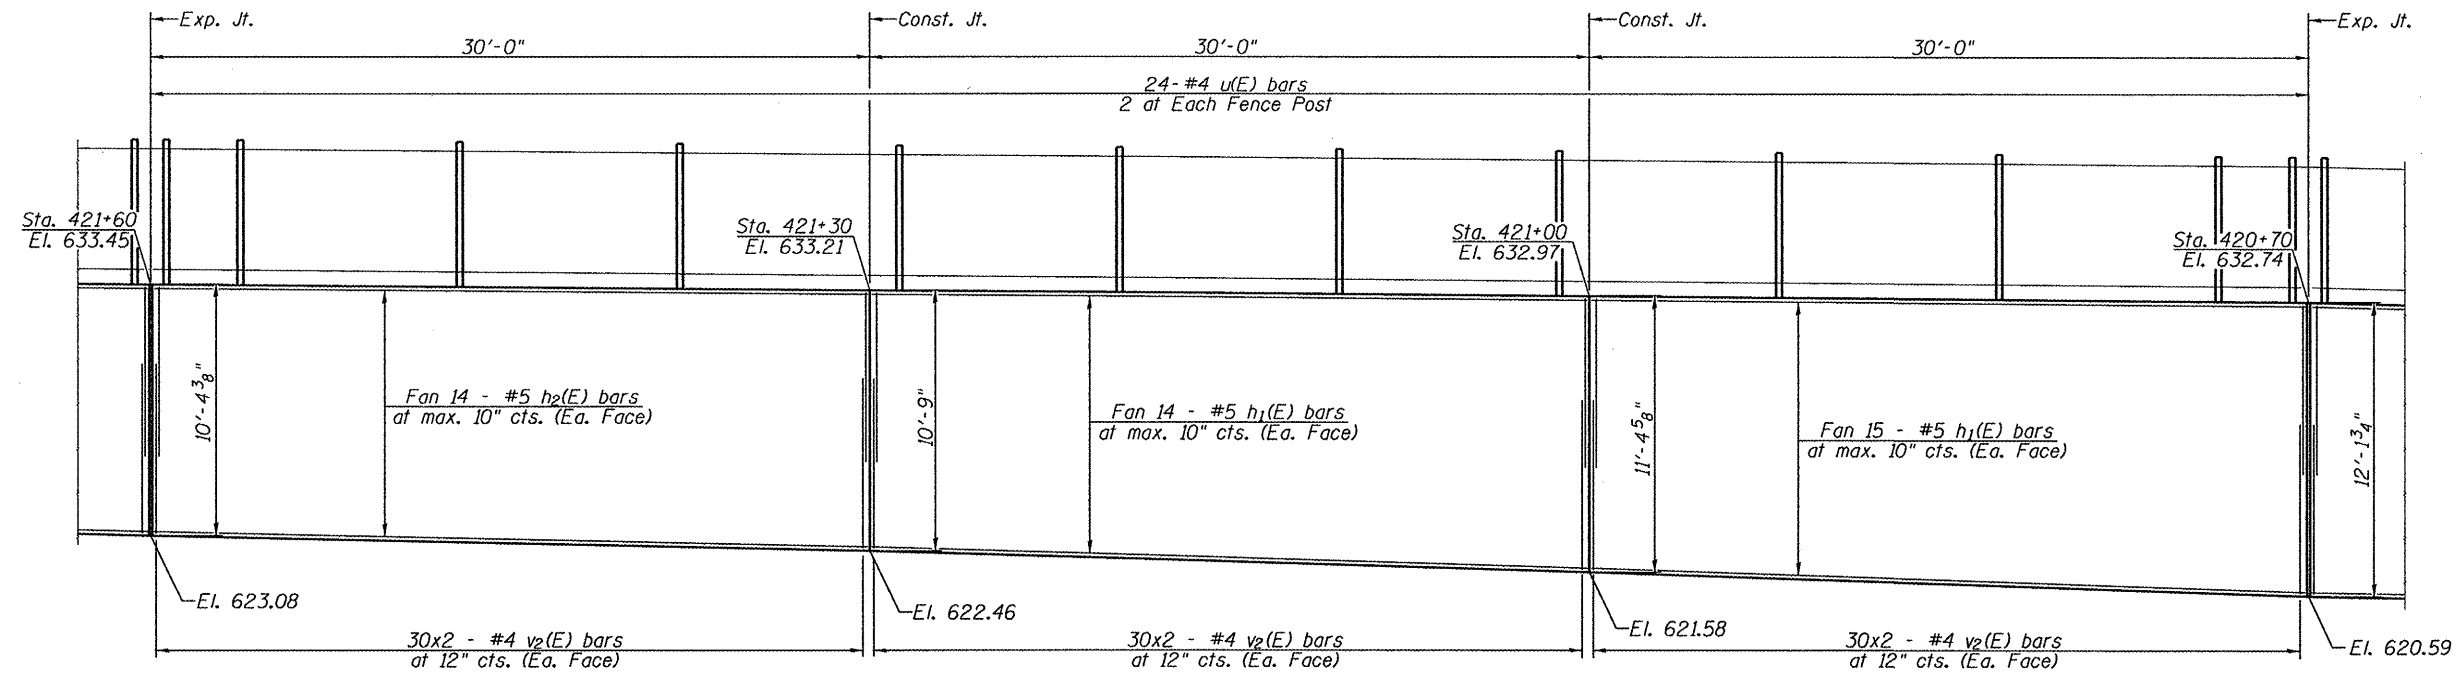 Exp. Jt.
Const. Jt.
Const. Jt.
Exp. Jt.
30'-0"
30'-0"
30'-0"
24- #4 u(E) bars
2 at Each Fence Post
Sta. 421+60
El. 633.45
Sta. 421+30
El. 633.21
Sta. 421+00
El. 632.97
Sta. 420+70
El. 632.74
10'-4 3/8"
Fan 14 - #5 h2(E) bars
at max. 10" cts. (Ea. Face)
10'-9"
Fan 14 - #5 h1(E) bars
at max. 10" cts. (Ea. Face)
11'-4 5/8"
Fan 15 - #5 h1(E) bars
at max. 10" cts. (Ea. Face)
12'-1 3/4"
El. 623.08
El. 622.46
El. 621.58
El. 620.59
30x2 - #4 v2(E) bars
at 12" cts. (Ea. Face)
30x2 - #4 v2(E) bars
at 12" cts. (Ea. Face)
30x2 - #4 v2(E) bars
at 12" cts. (Ea. Face)